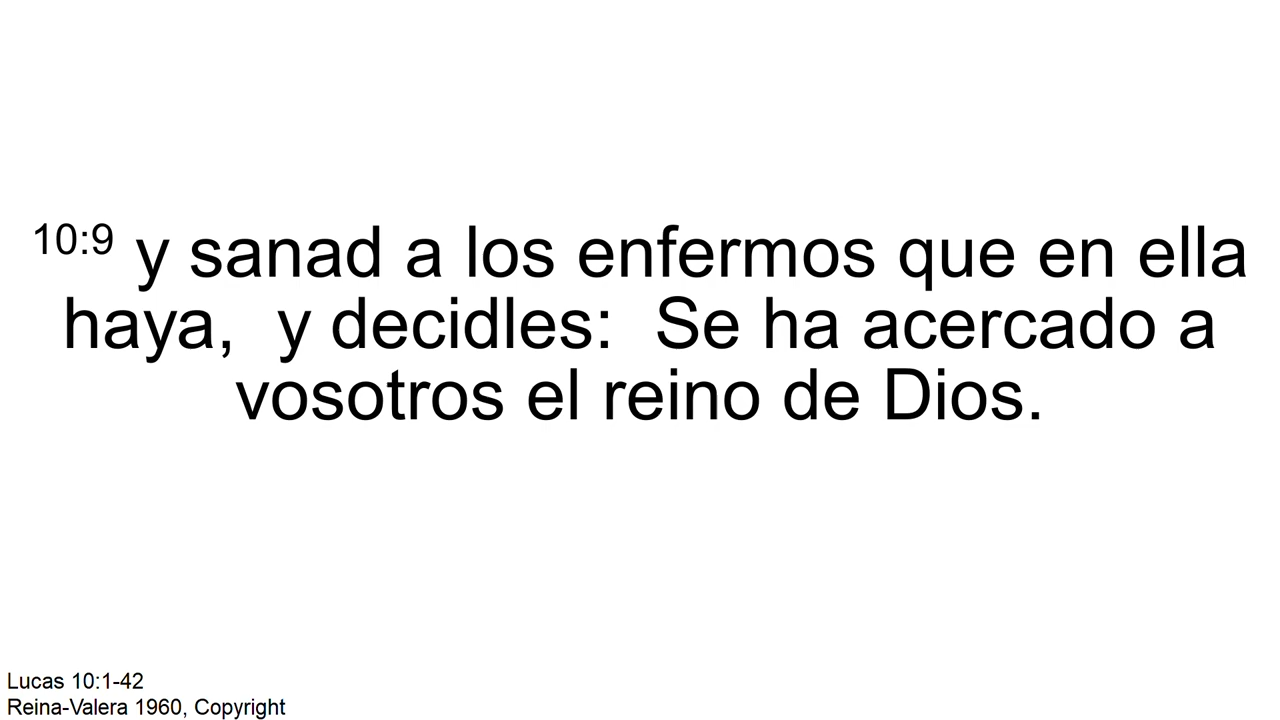 10:9 y sanad a los enfermos que en ella
haya,  y decidles:  Se ha acercado a
vosotros el reino de Dios.
Lucas 10:1-42
Reina-Valera 1960, Copyright